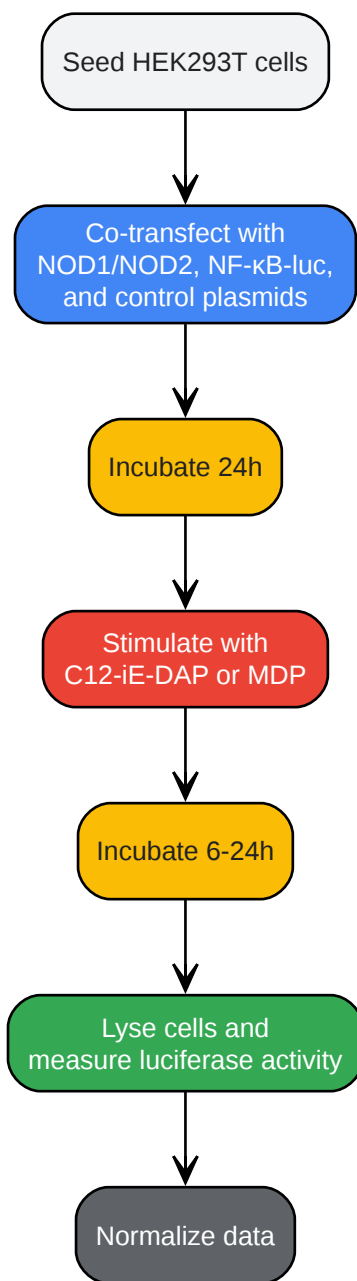 Seed HEK293T cells
Co-transfect with
NOD1/NOD2, NF-κB-luc,
and control plasmids
Incubate 24h
Stimulate with
C12-iE-DAP or MDP
Incubate 6-24h
Lyse cells and
measure luciferase activity
Normalize data